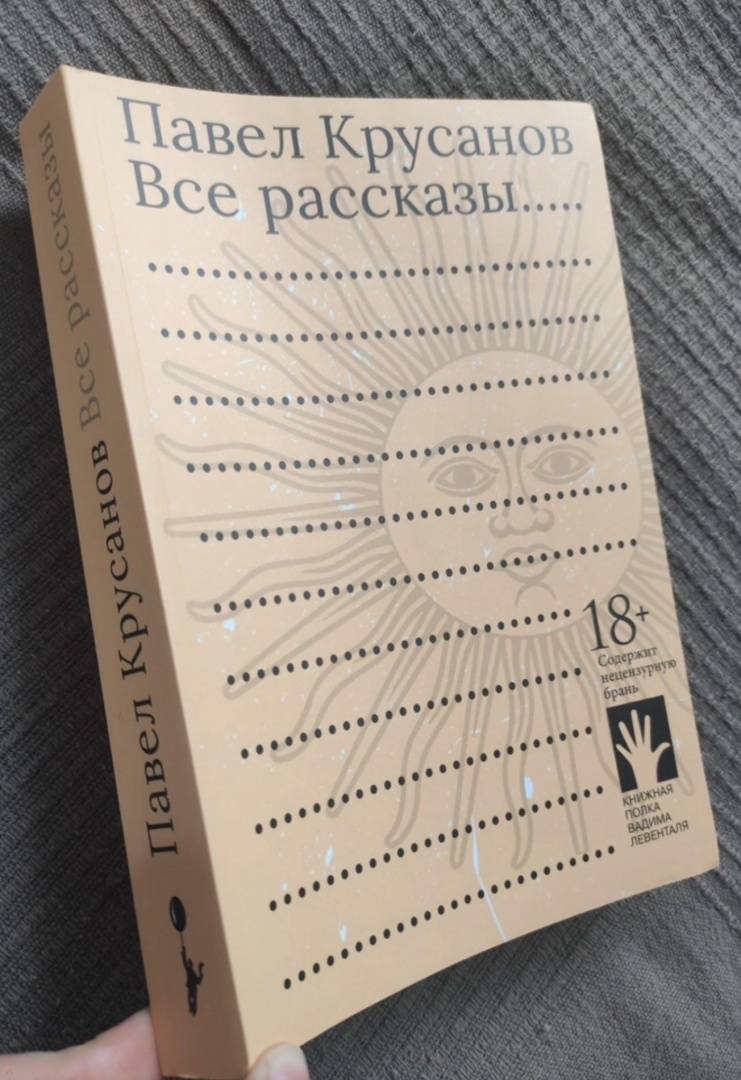 Павел Крусанов
Все рассказы.....
18+
Содержит
нецензурную
брань
КНИЖНАЯ
ПОЛКА
ВАДИМА
ЛЕВЕНТАЛЯ
Павел Крусанов Все рассказы